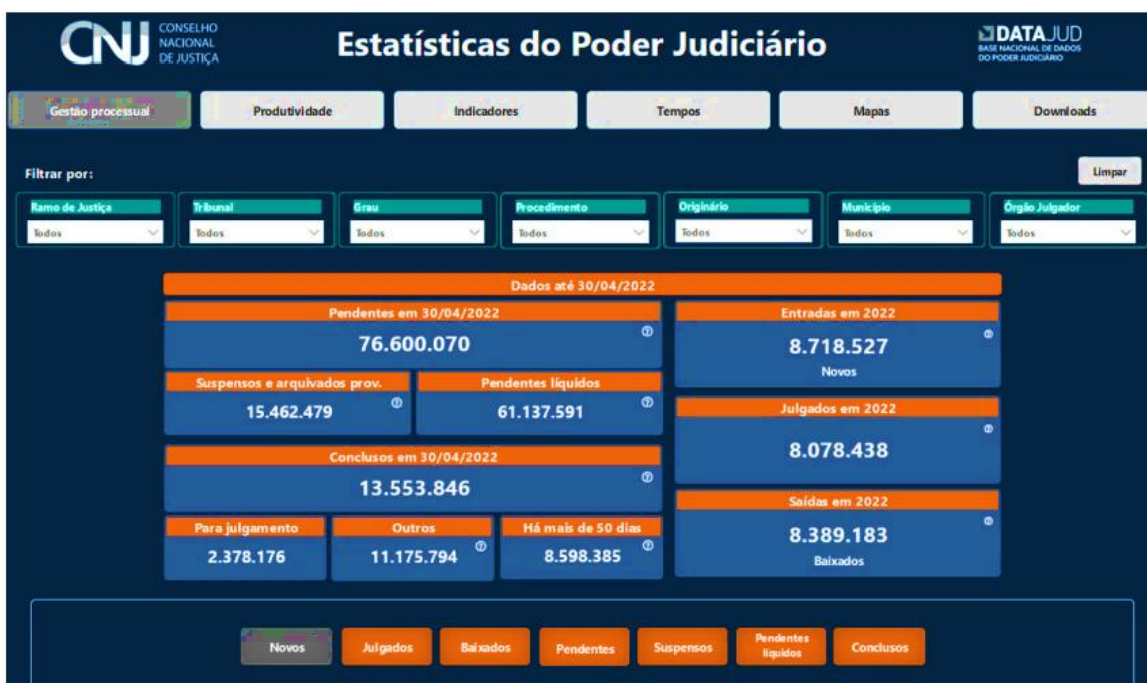 CNJ
CONSELHO
NACIONAL
DE JUSTIÇA
Estatísticas do Poder Judiciário
DATAJUD
BASE NACIONAL DE DADOS
DO PODER JUDICIÁRIO
Gestão processual
Produtividade
Indicadores
Tempos
Mapas
Downloads
Filtrar por:
Limpar
Ramo de Justiça
Tribunal
Grau
Procedimento
Originário
Município
Órgão Julgador
Todos
Todos
Todos
Todos
Todos
Todos
Todos
Dados até 30/04/2022
Pendentes em 30/04/2022
76.600.070
Suspensos e arquivados prov.
15.462.479
Pendentes líquidos
61.137.591
Conclusos em 30/04/2022
13.553.846
Para julgamento
2.378.176
Outros
11.175.794
Há mais de 50 dias
8.598.385
Entradas em 2022
8.718.527
Novos
Julgados em 2022
8.078.438
Saídas em 2022
8.389.183
Baixados
Novos
Julgados
Baixados
Pendentes
Suspensos
Pendentes
líquidos
Conclusos